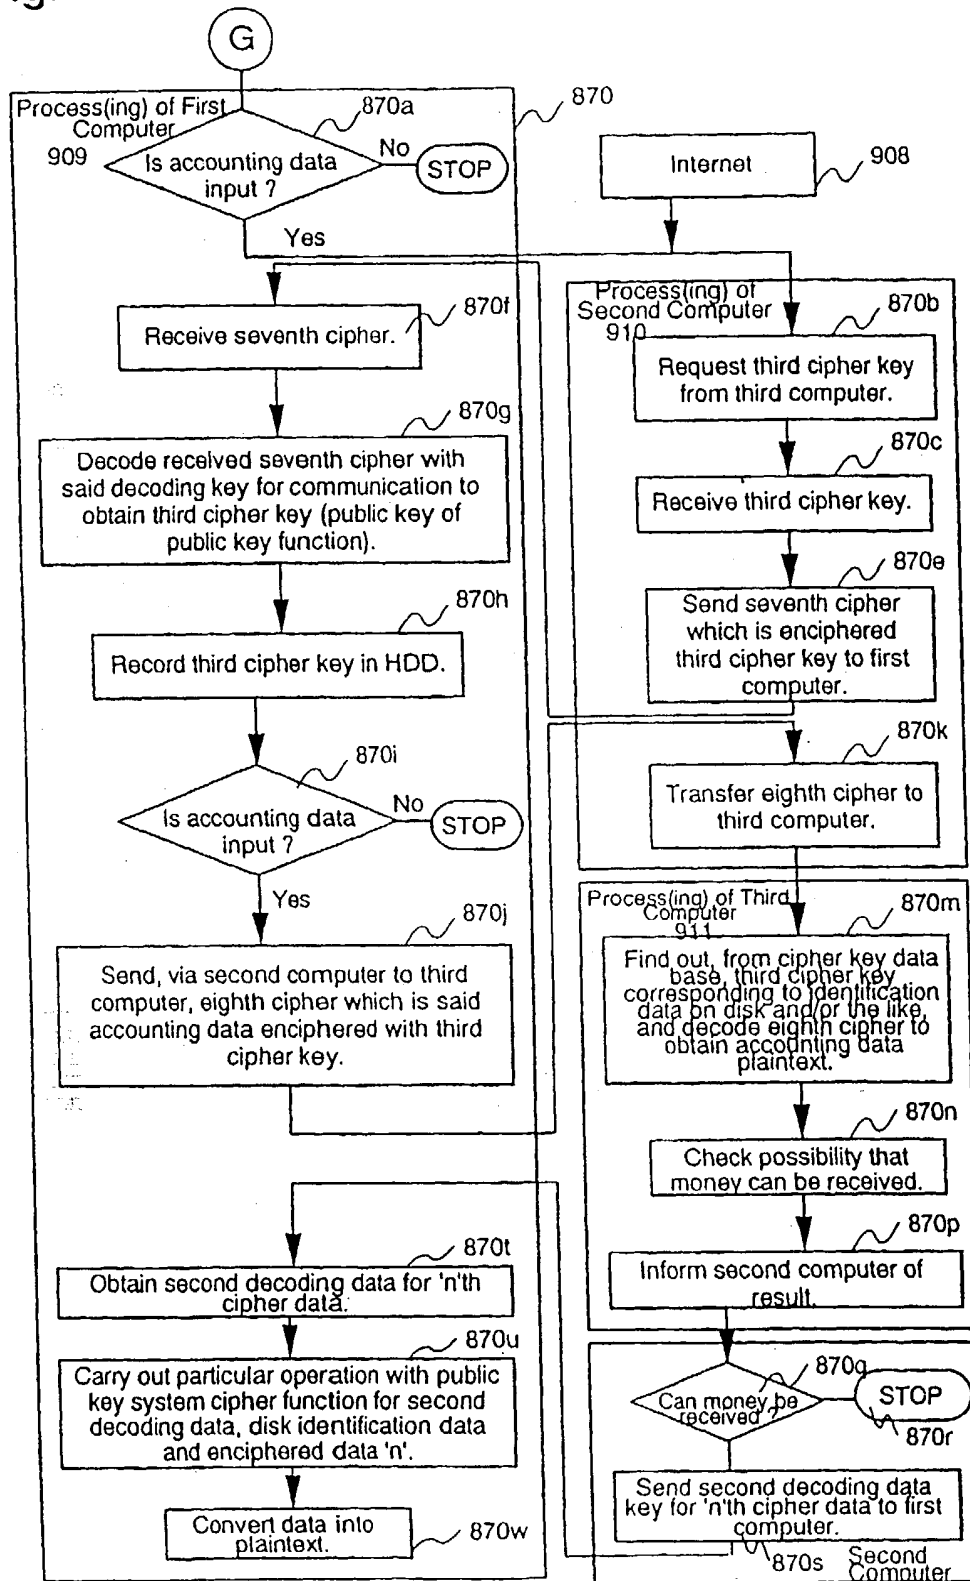 G
Process(ing) of First
Computer
909
870a
870
Is accounting data
input ?
No
STOP
Yes
Internet
908
Receive seventh cipher.
870f
870g
Decode received seventh cipher with
said decoding key for communication to
obtain third cipher key (public key of
public key function).
870h
Record third cipher key in HDD.
870i
Is accounting data
input ?
No
STOP
Yes
870j
Send, via second computer to third
computer, eighth cipher which is said
accounting data enciphered with third
cipher key.
870t
Obtain second decoding data for 'n'th
cipher data.
870u
Carry out particular operation with public
key system cipher function for second
decoding data, disk identification data
and enciphered data 'n'.
Convert data into
plaintext.
870w
Process(ing) of
Second Computer
910
870b
Request third cipher key
from third computer.
870c
Receive third cipher key.
870e
Send seventh cipher
which is enciphered
third cipher key to first
computer.
870k
Transfer eighth cipher to
third computer.
Process(ing) of Third
Computer
911
870m
Find out, from cipher key data
base, third cipher key
corresponding to identification
data on disk and/or the like,
and decode eighth cipher to
obtain accounting data
plaintext.
870n
Check possibility that
money can be received.
870p
Inform second computer of
result.
870q
Can money be
received ?
STOP
870r
Send second decoding data
key for 'n'th cipher data to first
computer.
870s
Second
Computer